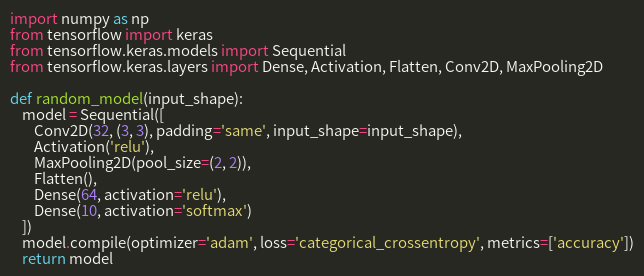 import numpy as np
from tensorflow import keras
from tensorflow.keras.models import Sequential
from tensorflow.keras.layers import Dense, Activation, Flatten, Conv2D, MaxPooling2D

def random_model(input_shape):
    model = Sequential([
        Conv2D(32, (3, 3), padding='same', input_shape=input_shape),
        Activation('relu'),
        MaxPooling2D(pool_size=(2, 2)),
        Flatten(),
        Dense(64, activation='relu'),
        Dense(10, activation='softmax')
    ])
    model.compile(optimizer='adam', loss='categorical_crossentropy', metrics=['accuracy'])
    return model